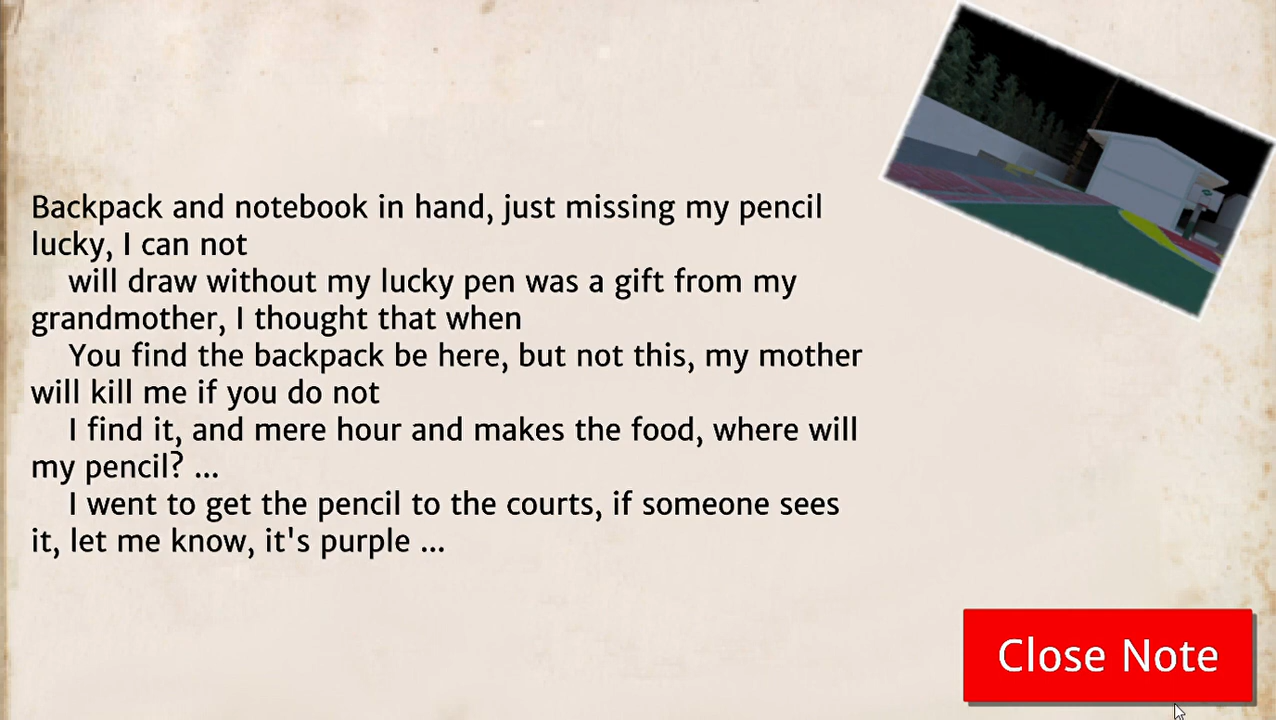 Backpack and notebook in hand, just missing my pencil
lucky, I can not
will draw without my lucky pen was a gift from my
grandmother, I thought that when
You find the backpack be here, but not this, my mother
will kill me if you do not
I find it, and mere hour and makes the food, where will
my pencil? ...
I went to get the pencil to the courts, if someone sees
it, let me know, it's purple ...
Close Note